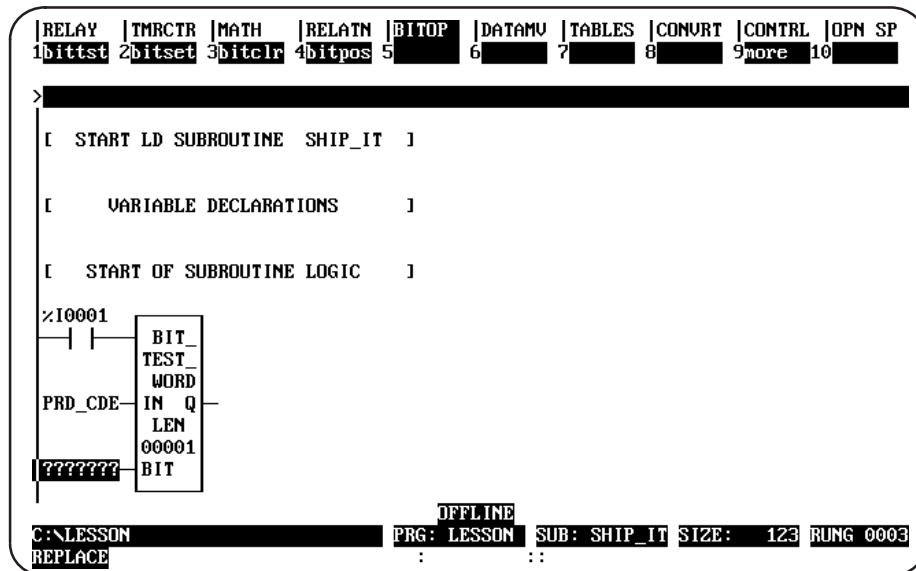 |RELAY |TMRCTR |MATH |RELATN |BITOP |DATAMV |TABLES |CONVRT |CONTRL |OPN SP
1bittst 2bitset 3bitclr 4bitpos 5 6 7 8 9more 10
>
[ START LD SUBROUTINE SHIP_IT ]
[ VARIABLE DECLARATIONS ]
[ START OF SUBROUTINE LOGIC ]
%I0001
BIT_
TEST_
WORD
PRD_CDE IN Q
LEN
00001
??????? BIT
OFFLINE
C:\LESSON PRG: LESSON SUB: SHIP_IT SIZE: 123 RUNG 0003
REPLACE : ::